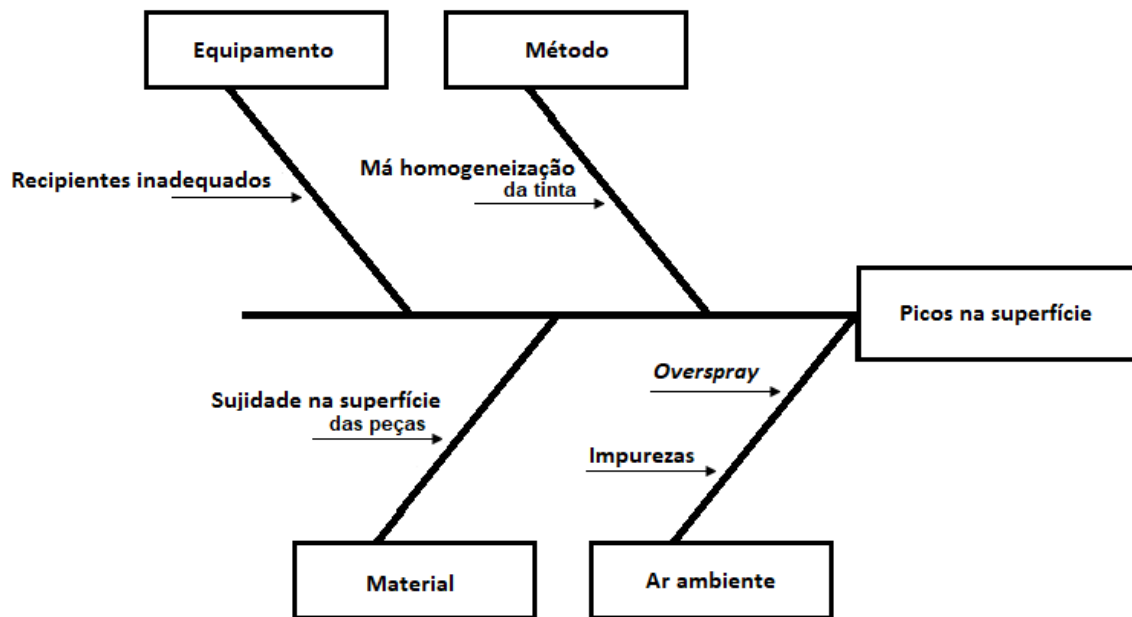 Equipamento
Método
Recipientes inadequados
Má homogeneização
da tinta
Picos na superfície
Overspray
Sujidade na superfície
das peças
Impurezas
Material
Ar ambiente